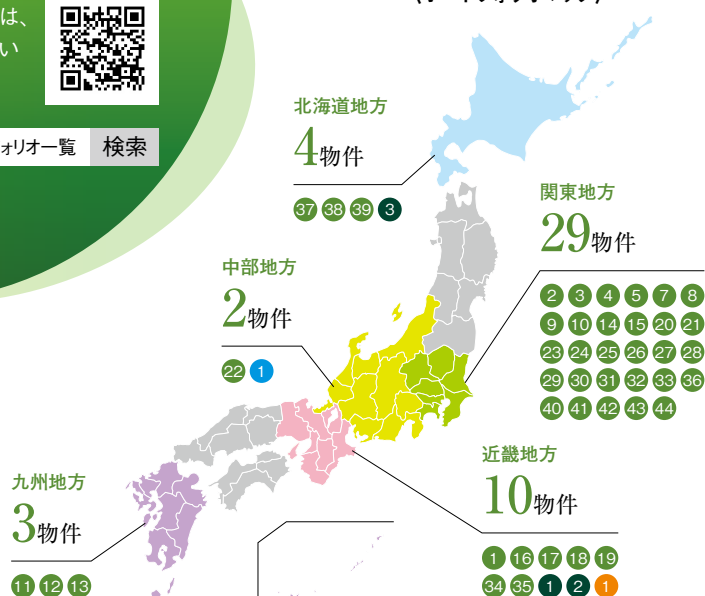 は、
い
ォリオ一覧 検索
北海道地方
4物件
37 38 39 3
関東地方
29物件
2 3 4 5 7 8
9 10 14 15 20 21
23 24 25 26 27 28
29 30 31 32 33 36
40 41 42 43 44
中部地方
2物件
22 1
近畿地方
10物件
1 16 17 18 19
34 35 1 2 1
九州地方
3物件
11 12 13